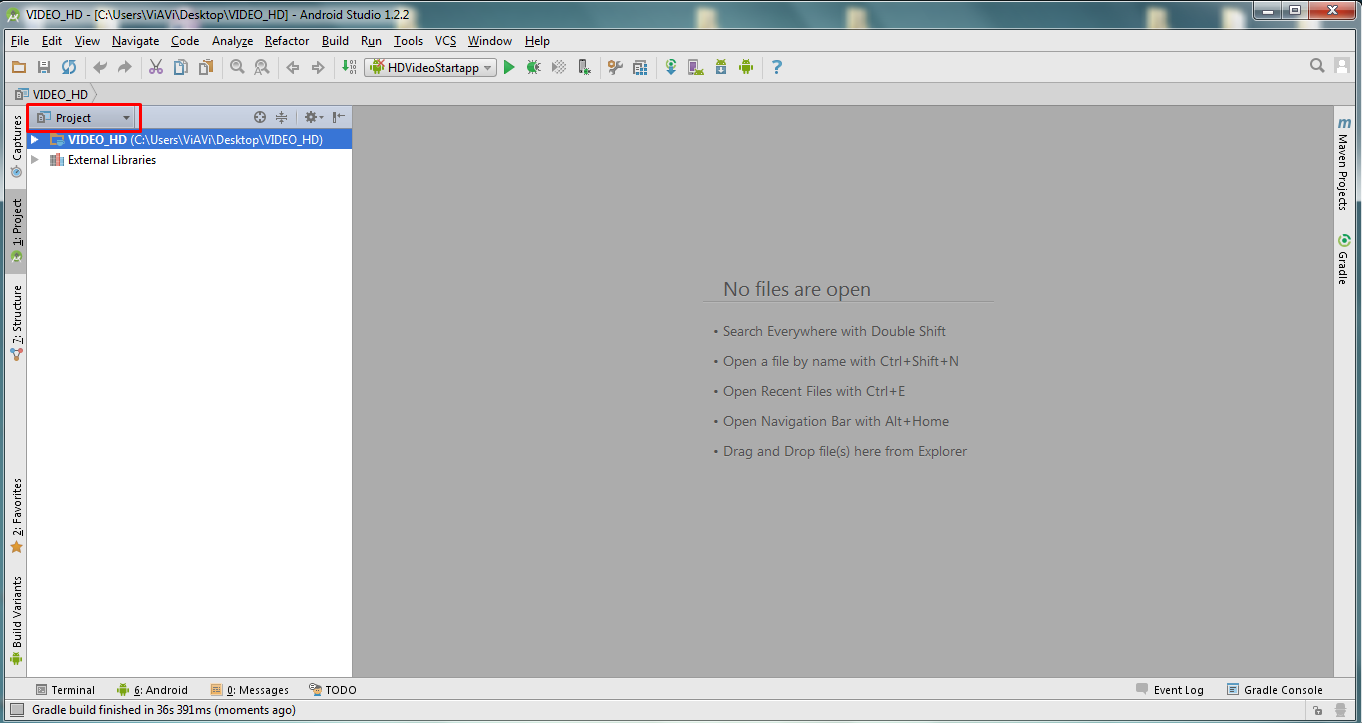 VIDEO_HD - [C:\Users\ViAVi\Desktop\VIDEO_HD] - Android Studio 1.2.2
File Edit View Navigate Code Analyze Refactor Build Run Tools VCS Window Help
HDVideoStartapp
VIDEO_HD
Project
VIDEO_HD (C:\Users\ViAVi\Desktop\VIDEO_HD)
External Libraries
Captures
1: Project
7: Structure
2: Favorites
Build Variants
No files are open
• Search Everywhere with Double Shift
• Open a file by name with Ctrl+Shift+N
• Open Recent Files with Ctrl+E
• Open Navigation Bar with Alt+Home
• Drag and Drop file(s) here from Explorer
m Maven Projects
Gradle
Terminal 6: Android 0: Messages TODO Event Log Gradle Console
Gradle build finished in 36s 391ms (moments ago)